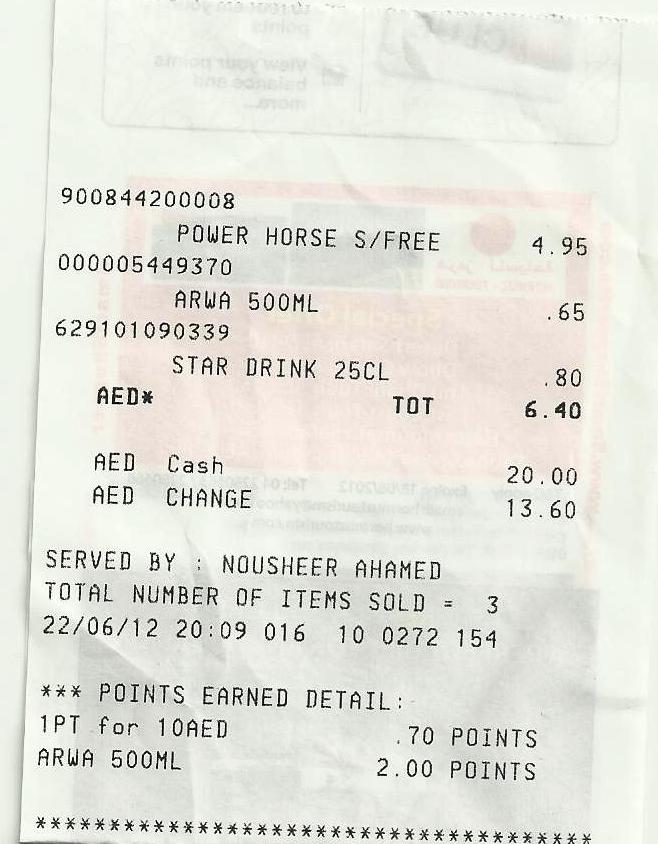 900844200008
POWER HORSE S/FREE 4.95
000005449370
ARWA 500ML .65
629101090339
STAR DRINK 25CL .80
AED* TOT 6.40
AED Cash 20.00
AED CHANGE 13.60
SERVED BY : NOUSHEER AHAMED
TOTAL NUMBER OF ITEMS SOLD = 3
22/06/12 20:09 016 10 0272 154
*** POINTS EARNED DETAIL:
1PT for 10AED .70 POINTS
ARWA 500ML 2.00 POINTS
*************************************